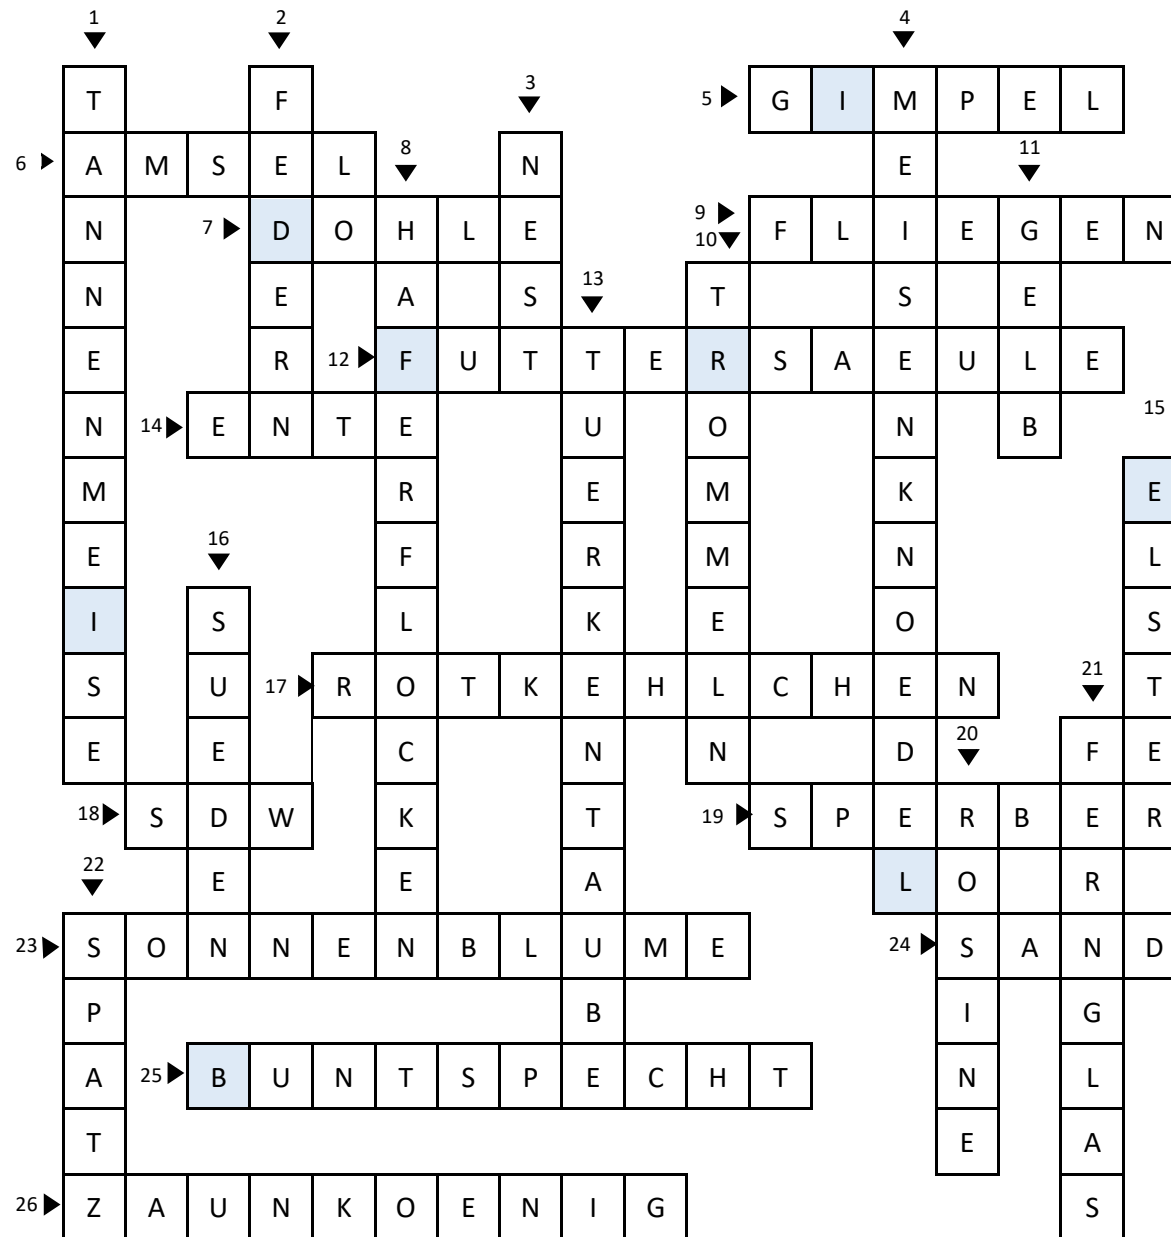 1 2 4
T F 3 5 G I M P E L
6 A M S E L 8 N E 11
N 7 D O H L E 9 10 F L I E G E N
N E A S 13 T S E
E R 12 F U T T E R S A E U L E
N 14 E N T E U O N B 15
M R E M K E
E 16 F R M N L
I S L K E O S
S U 17 R O T K E H L C H E N 21 T
E E C N N D 20 F E
18 S D W K T 19 S P E R B E R
22 E E A L O R
23 S O N N E N B L U M E 24 S A N D
P B I G
A 25 B U N T S P E C H T N L
T E A
26 Z A U N K O E N I G S